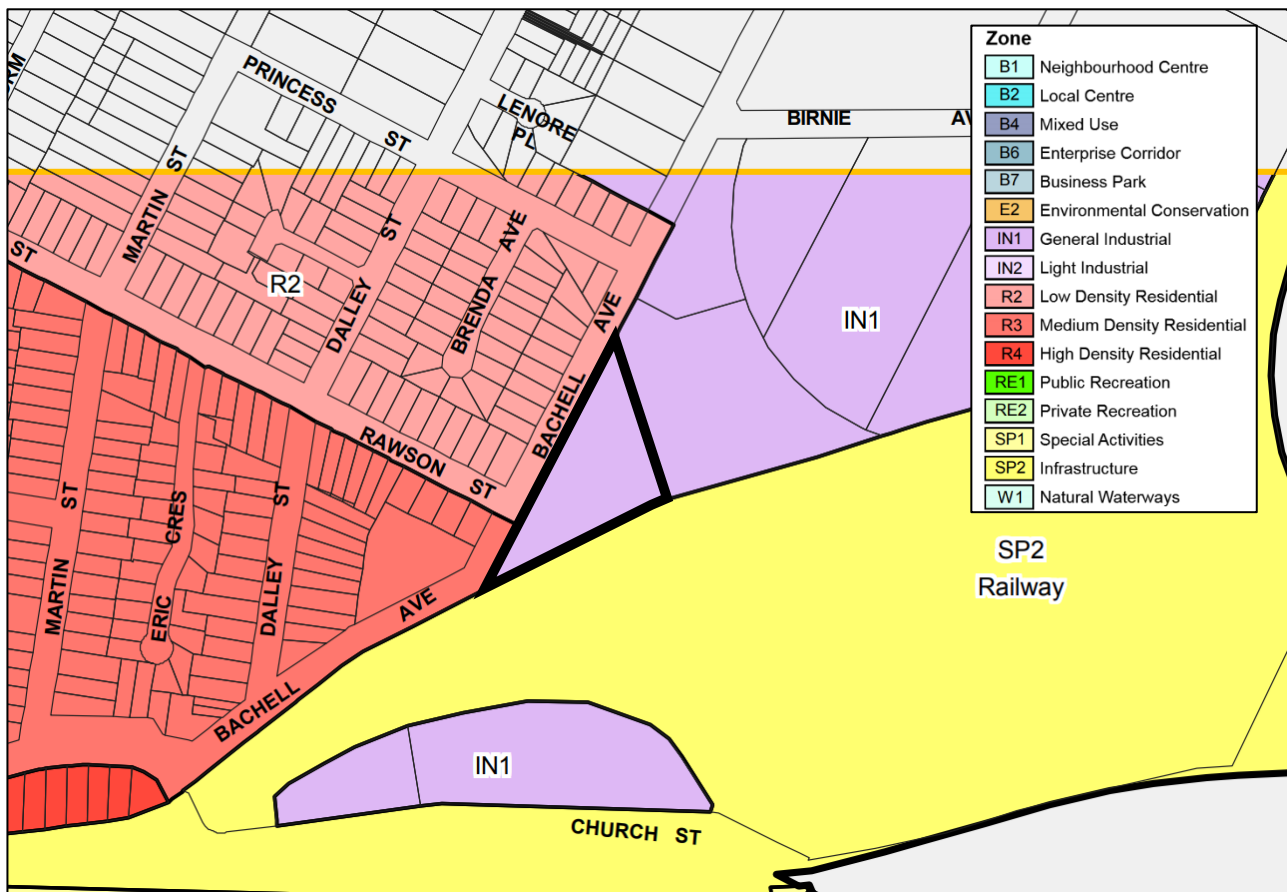 Zone
B1 Neighbourhood Centre
B2 Local Centre
B4 Mixed Use
B6 Enterprise Corridor
B7 Business Park
E2 Environmental Conservation
IN1 General Industrial
IN2 Light Industrial
R2 Low Density Residential
R3 Medium Density Residential
R4 High Density Residential
RE1 Public Recreation
RE2 Private Recreation
SP1 Special Activities
SP2 Infrastructure
W1 Natural Waterways
PRINCESS ST
LENORE PL
BIRNIE
MARTIN ST
ST
R2
DALLEY ST
BRENDA AVE
BACHELL AVE
IN1
RAWSON ST
MARTIN ST
ERIC CRES
DALLEY ST
BACHELL AVE
SP2
Railway
IN1
CHURCH ST